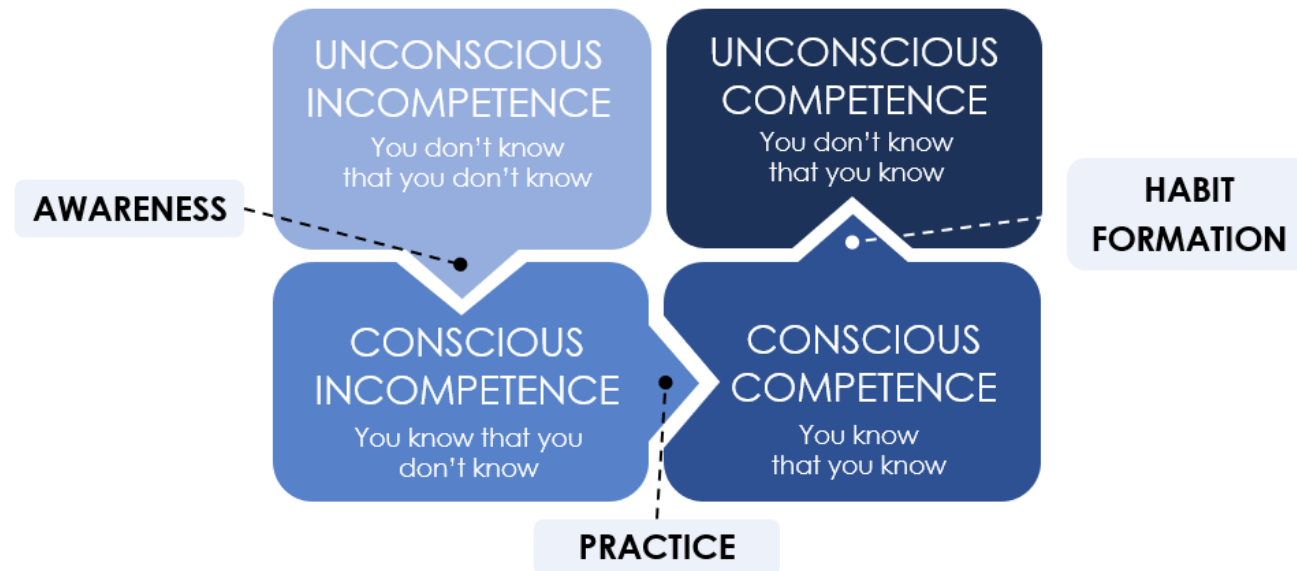 UNCONSCIOUS
INCOMPETENCE
You don't know
that you don't know
UNCONSCIOUS
COMPETENCE
You don't know
that you know
AWARENESS
HABIT
FORMATION
CONSCIOUS
INCOMPETENCE
You know that you
don't know
CONSCIOUS
COMPETENCE
You know
that you know
PRACTICE